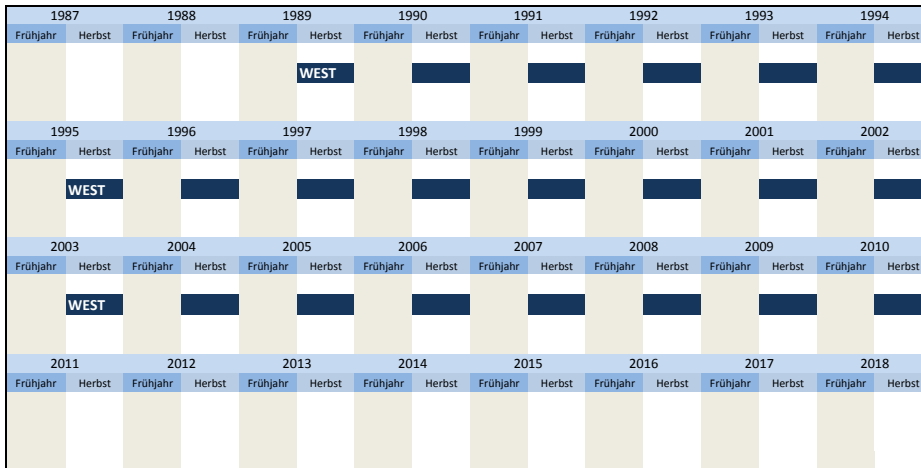 1987 1988 1989 1990 1991 1992 1993 1994
Frühjahr Herbst Frühjahr Herbst Frühjahr Herbst Frühjahr Herbst Frühjahr Herbst Frühjahr Herbst Frühjahr Herbst Frühjahr Herbst
WEST
1995 1996 1997 1998 1999 2000 2001 2002
Frühjahr Herbst Frühjahr Herbst Frühjahr Herbst Frühjahr Herbst Frühjahr Herbst Frühjahr Herbst Frühjahr Herbst Frühjahr Herbst
WEST
2003 2004 2005 2006 2007 2008 2009 2010
Frühjahr Herbst Frühjahr Herbst Frühjahr Herbst Frühjahr Herbst Frühjahr Herbst Frühjahr Herbst Frühjahr Herbst Frühjahr Herbst
WEST
2011 2012 2013 2014 2015 2016 2017 2018
Frühjahr Herbst Frühjahr Herbst Frühjahr Herbst Frühjahr Herbst Frühjahr Herbst Frühjahr Herbst Frühjahr Herbst Frühjahr Herbst